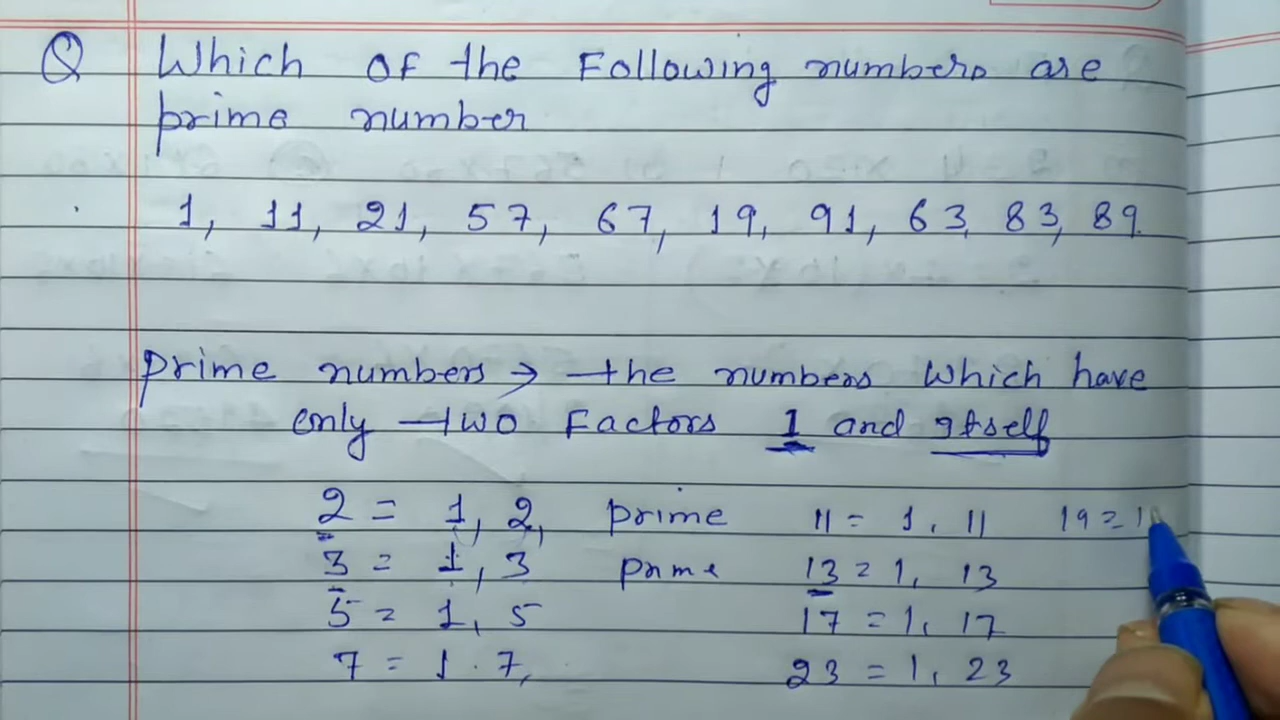 Q Which of the Following numbers are
prime number
1, 11, 21, 57, 67, 19, 91, 63, 83, 89.
prime numbers → the numbers which have
only two Factors 1 and itself
2 = 1, 2, prime 11 = 1, 11 19 = 1
3 = 1, 3 prime 13 = 1, 13
5 = 1, 5 17 = 1, 17
7 = 1. 7, 23 = 1, 23